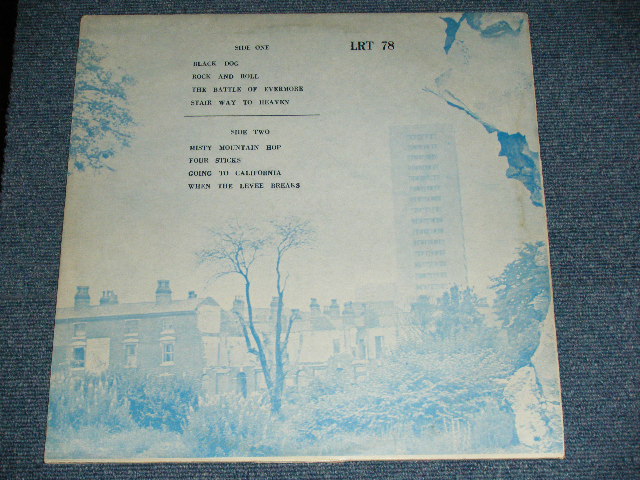 SIDE ONE
LRT 78
BLACK DOG
ROCK AND ROLL
THE BATTLE OF EVERMORE
STAIR WAY TO HEAVEN
SIDE TWO
MISTY MOUNTAIN HOP
FOUR STICKS
GOING TO CALIFORNIA
WHEN THE LEVEE BREAKS